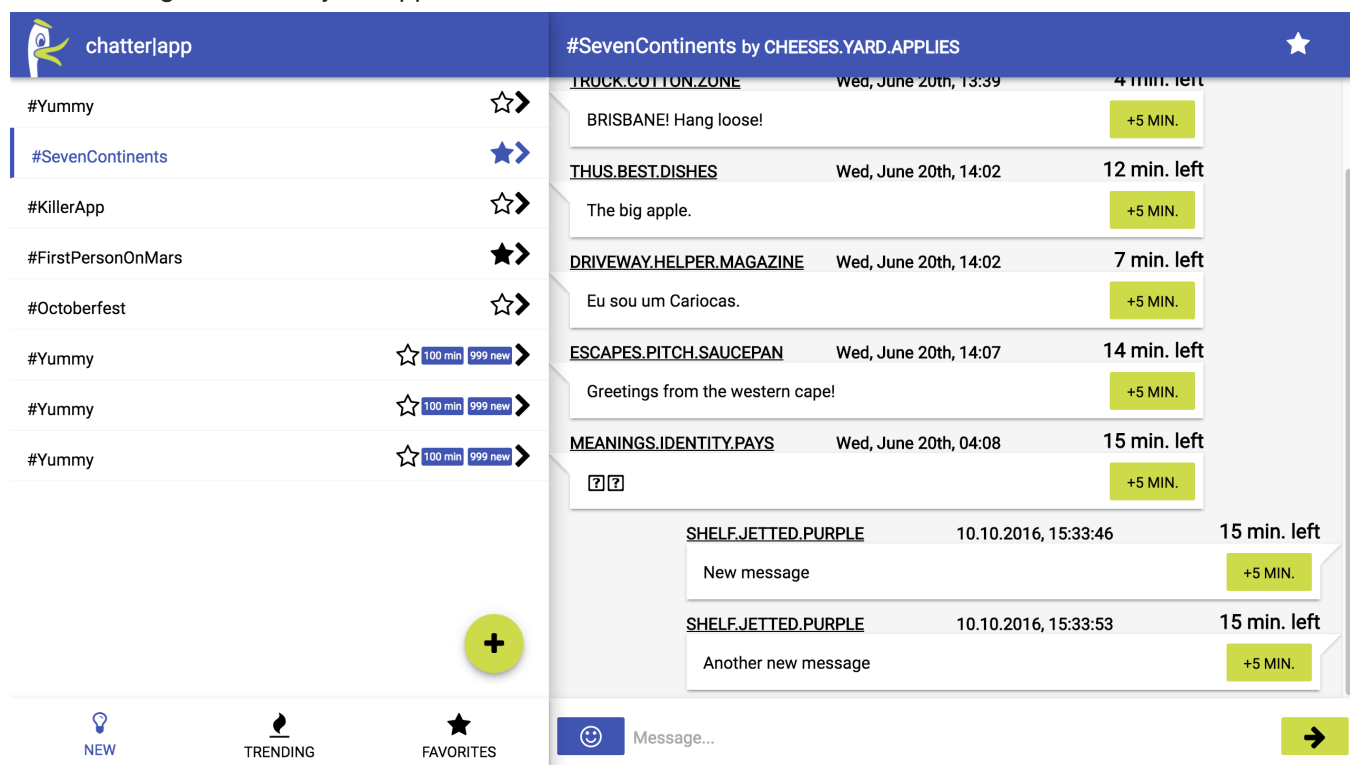 chatter|app
#Yummy
#SevenContinents
#KillerApp
#FirstPersonOnMars
#Octoberfest
#Yummy 100 min 999 new
#Yummy 100 min 999 new
#Yummy 100 min 999 new
NEW TRENDING FAVORITES
#SevenContinents by CHEESES.YARD.APPLIES
TRUCK.COTTON.ZONE Wed, June 20th, 13:39 4 min. left
BRISBANE! Hang loose! +5 MIN.
THUS.BEST.DISHES Wed, June 20th, 14:02 12 min. left
The big apple. +5 MIN.
DRIVEWAY.HELPER.MAGAZINE Wed, June 20th, 14:02 7 min. left
Eu sou um Cariocas. +5 MIN.
ESCAPES.PITCH.SAUCEPAN Wed, June 20th, 14:07 14 min. left
Greetings from the western cape! +5 MIN.
MEANINGS.IDENTITY.PAYS Wed, June 20th, 04:08 15 min. left
+5 MIN.
SHELF.JETTED.PURPLE 10.10.2016, 15:33:46 15 min. left
New message +5 MIN.
SHELF.JETTED.PURPLE 10.10.2016, 15:33:53 15 min. left
Another new message +5 MIN.
Message...